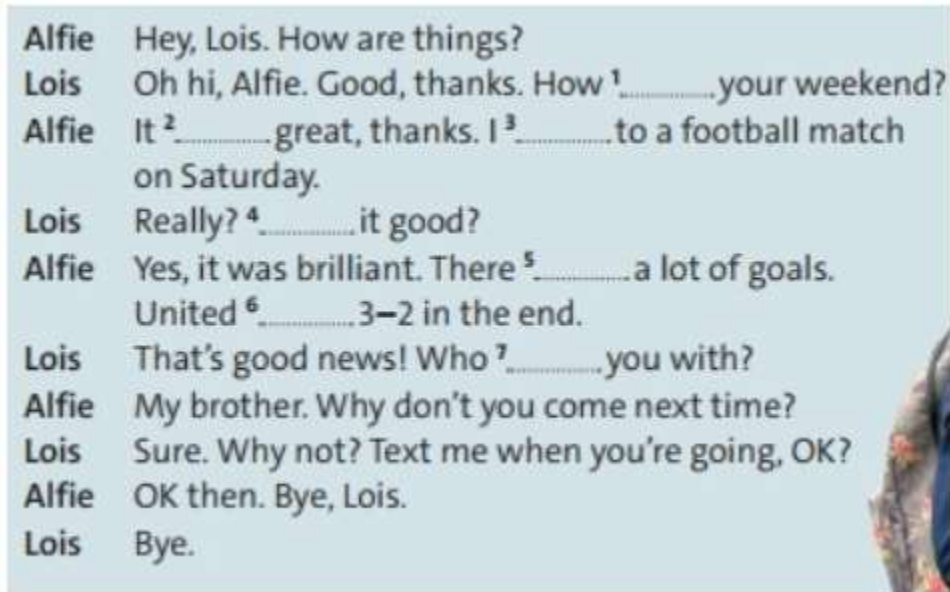 Alfie Hey, Lois. How are things?
Lois Oh hi, Alfie. Good, thanks. How ¹............ your weekend?
Alfie It ²............ great, thanks. I ³............ to a football match
on Saturday.
Lois Really? ⁴............ it good?
Alfie Yes, it was brilliant. There ⁵............ a lot of goals.
United ⁶............ 3–2 in the end.
Lois That's good news! Who ⁷............ you with?
Alfie My brother. Why don't you come next time?
Lois Sure. Why not? Text me when you're going, OK?
Alfie OK then. Bye, Lois.
Lois Bye.